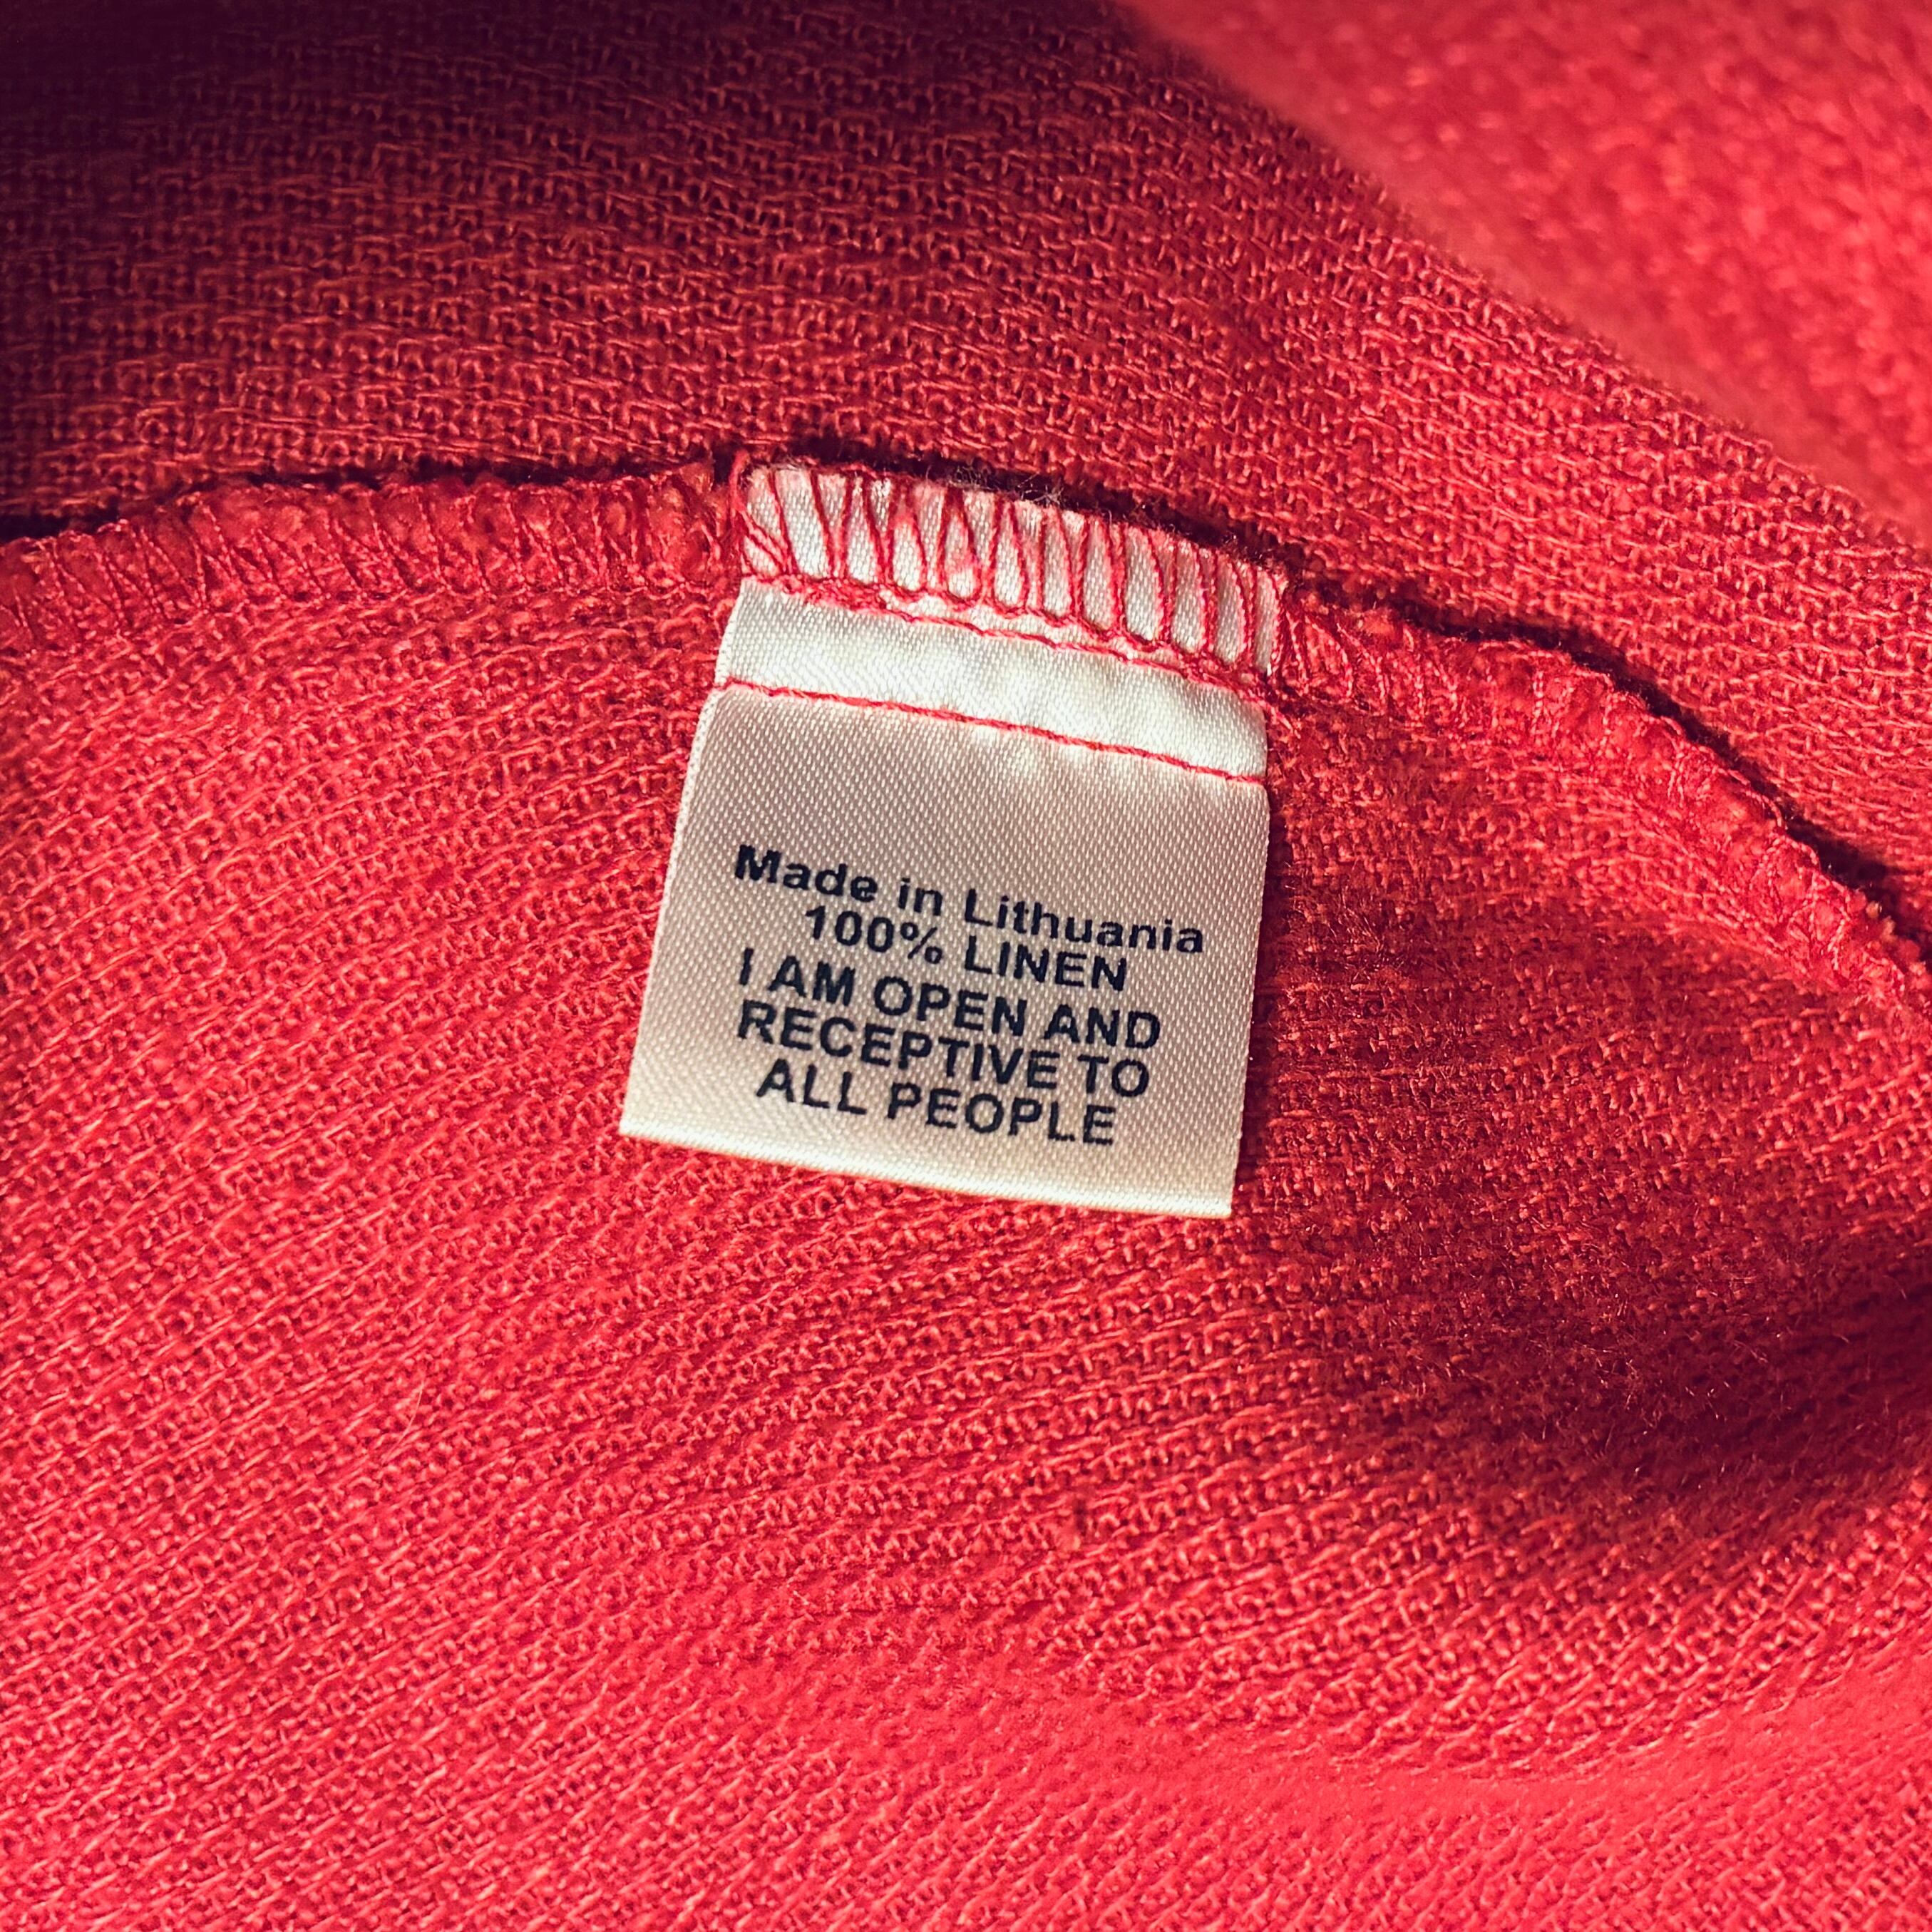 Made in Lithuania
100% LINEN
I AM OPEN AND
RECEPTIVE TO
ALL PEOPLE